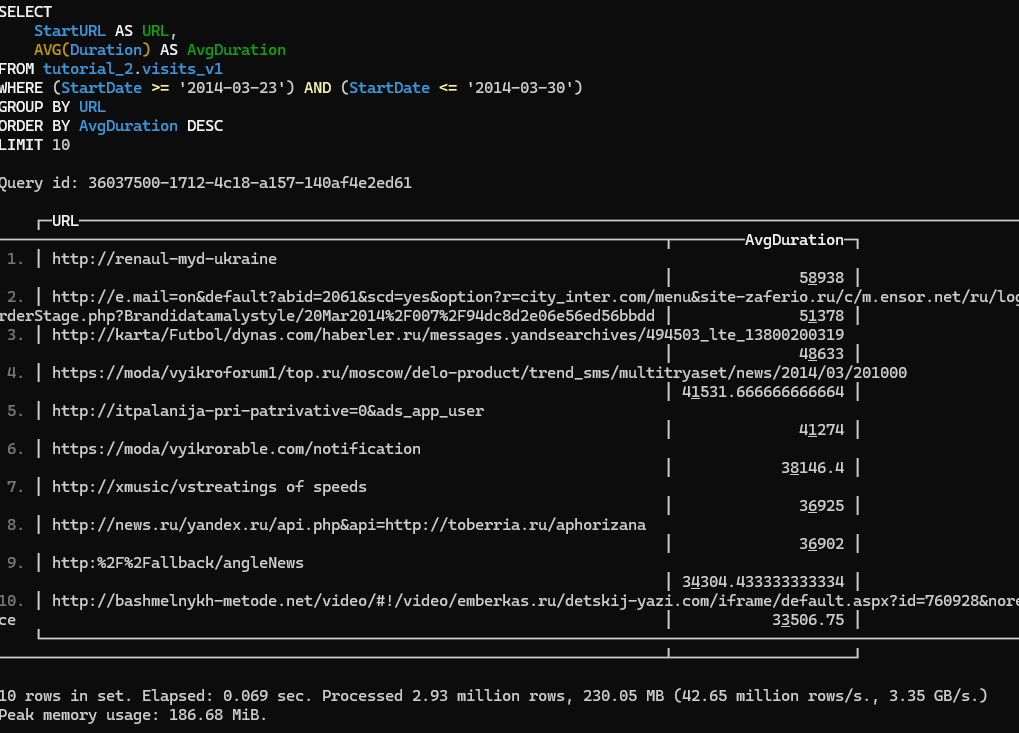 SELECT
    StartURL AS URL,
    AVG(Duration) AS AvgDuration
FROM tutorial_2.visits_v1
WHERE (StartDate >= '2014-03-23') AND (StartDate <= '2014-03-30')
GROUP BY URL
ORDER BY AvgDuration DESC
LIMIT 10
Query id: 36037500-1712-4c18-a157-140af4e2ed61
URL
AvgDuration
1. http://renaul-myd-ukraine
58938
2. http://e.mail=on&default?abid=2061&scd=yes&option?r=city_inter.com/menu&site-zaferio.ru/c/m.ensor.net/ru/log
rderStage.php?Brandidatamalystyle/20Mar2014%2F007%2F94dc8d2e06e56ed56bbdd 51378
3. http://karta/Futbol/dynas.com/haberler.ru/messages.yandsearchives/494503_lte_13800200319
48633
4. https://moda/vyikroforum1/top.ru/moscow/delo-product/trend_sms/multitryaset/news/2014/03/201000
41531.666666666664
5. http://itpalanija-pri-patrivative=0&ads_app_user
41274
6. https://moda/vyikrorable.com/notification
38146.4
7. http://xmusic/vstreatings of speeds
36925
8. http://news.ru/yandex.ru/api.php&api=http://toberria.ru/aphorizana
36902
9. http:%2F%2Fallback/angleNews
34304.433333333334
10. http://bashmelnykh-metode.net/video/#!/video/emberkas.ru/detskij-yazi.com/iframe/default.aspx?id=760928&nore
ce 33506.75
10 rows in set. Elapsed: 0.069 sec. Processed 2.93 million rows, 230.05 MB (42.65 million rows/s., 3.35 GB/s.)
Peak memory usage: 186.68 MiB.